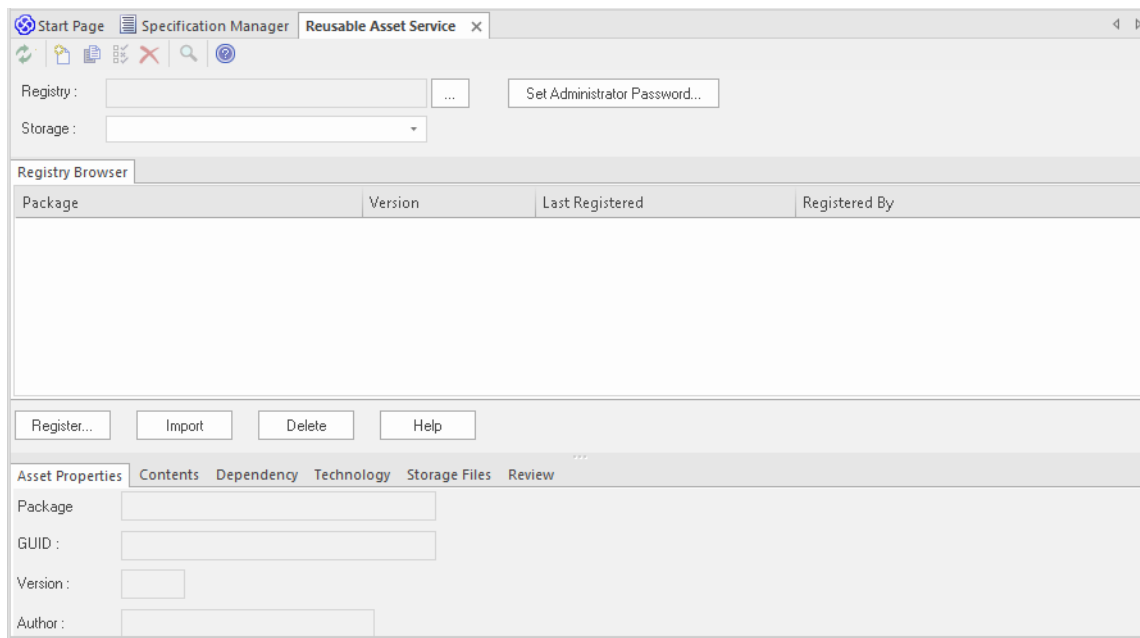 Start Page Specification Manager Reusable Asset Service
Registry :
... Set Administrator Password...
Storage :
Registry Browser
Package Version Last Registered Registered By
Register... Import Delete Help
Asset Properties Contents Dependency Technology Storage Files Review
Package
GUID :
Version :
Author :